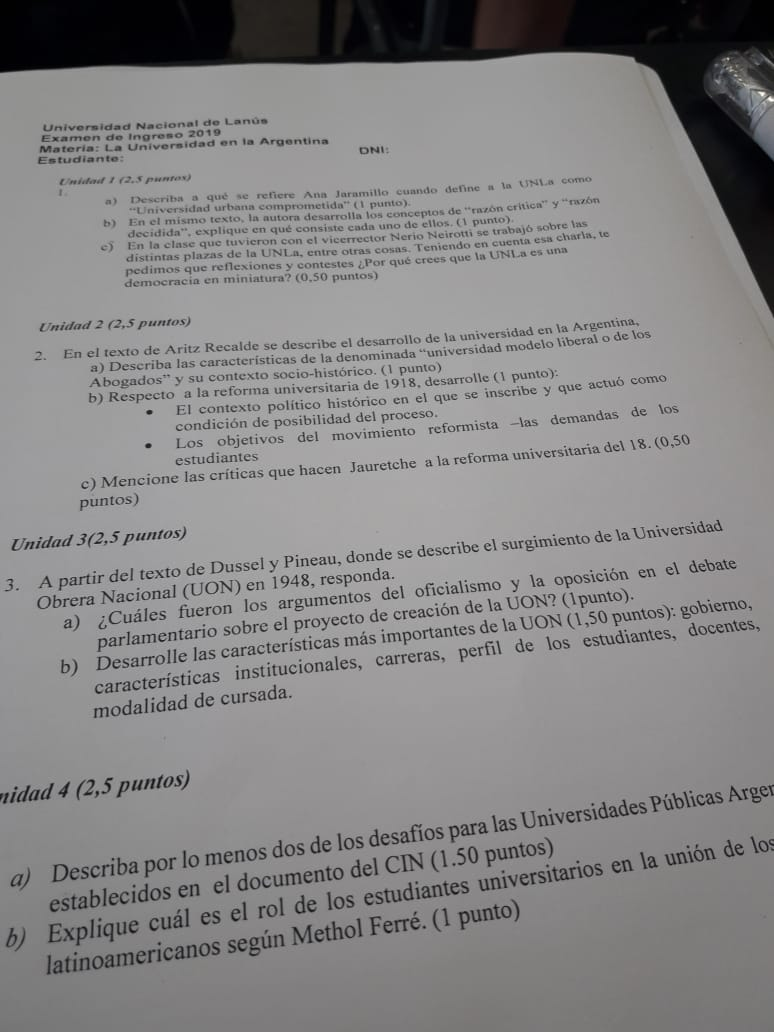 Universidad Nacional de Lanús
Examen de Ingreso 2019
Materia: La Universidad en la Argentina
Estudiante:
DNI:
Unidad 1 (2,5 puntos)
1.
a) Describa a qué se refiere Ana Jaramillo cuando define a la UNLa como
"Universidad urbana comprometida" (1 punto).
b) En el mismo texto, la autora desarrolla los conceptos de "razón crítica" y "razón
decidida", explique en qué consiste cada uno de ellos. (1 punto).
c) En la clase que tuvieron con el vicerrector Nerio Neirotti se trabajó sobre las
distintas plazas de la UNLa, entre otras cosas. Teniendo en cuenta esa charla, te
pedimos que reflexiones y contestes ¿Por qué crees que la UNLa es una
democracia en miniatura? (0,50 puntos)
Unidad 2 (2,5 puntos)
2. En el texto de Aritz Recalde se describe el desarrollo de la universidad en la Argentina,
a) Describa las características de la denominada "universidad modelo liberal o de los
Abogados" y su contexto socio-histórico. (1 punto)
b) Respecto a la reforma universitaria de 1918, desarrolle (1 punto):
• El contexto político histórico en el que se inscribe y que actuó como
condición de posibilidad del proceso.
• Los objetivos del movimiento reformista –las demandas de los
estudiantes
c) Mencione las críticas que hacen Jauretche a la reforma universitaria del 18. (0,50
puntos)
Unidad 3(2,5 puntos)
3. A partir del texto de Dussel y Pineau, donde se describe el surgimiento de la Universidad
Obrera Nacional (UON) en 1948, responda.
a) ¿Cuáles fueron los argumentos del oficialismo y la oposición en el debate
parlamentario sobre el proyecto de creación de la UON? (1punto).
b) Desarrolle las características más importantes de la UON (1,50 puntos): gobierno,
características institucionales, carreras, perfil de los estudiantes, docentes,
modalidad de cursada.
nidad 4 (2,5 puntos)
a) Describa por lo menos dos de los desafíos para las Universidades Públicas Argen
establecidos en el documento del CIN (1.50 puntos)
b) Explique cuál es el rol de los estudiantes universitarios en la unión de los
latinoamericanos según Methol Ferré. (1 punto)